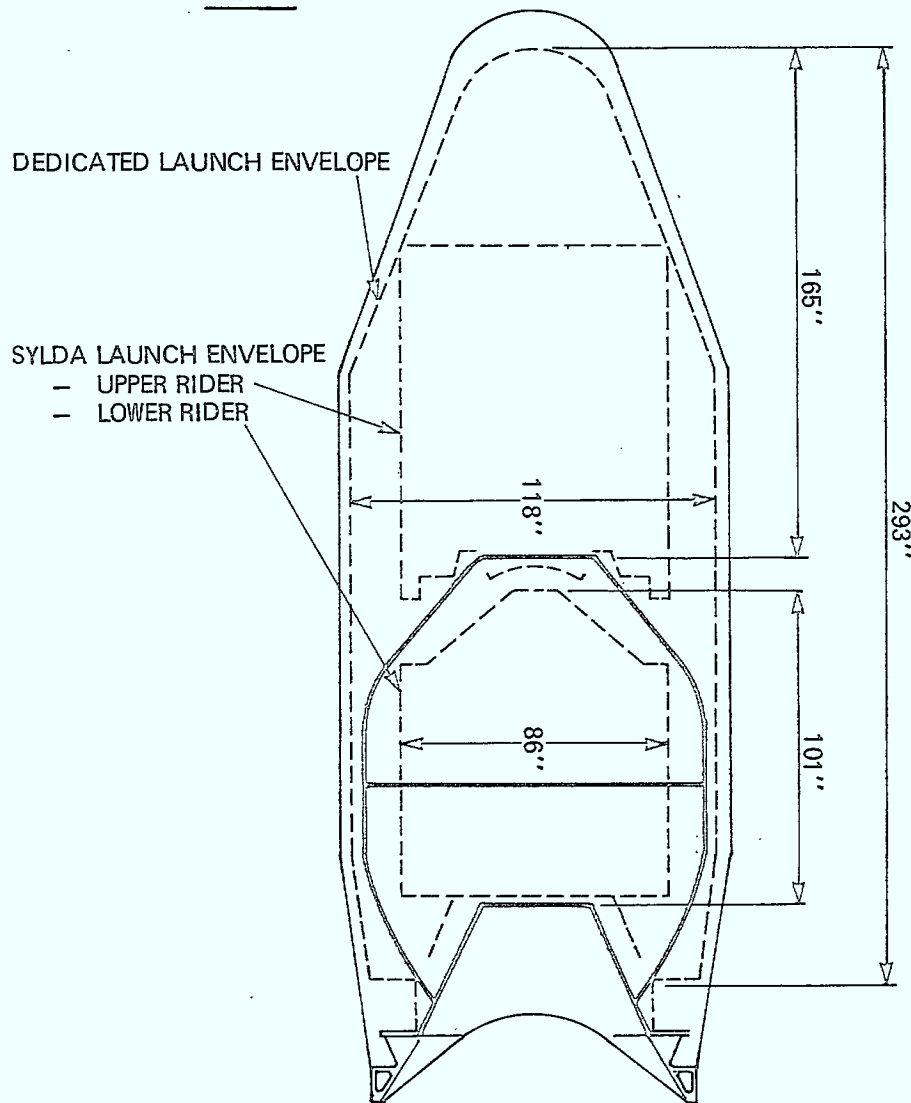 DEDICATED LAUNCH ENVELOPE
SYLDA LAUNCH ENVELOPE
— UPPER RIDER
— LOWER RIDER
165''
118''
293''
86''
101''